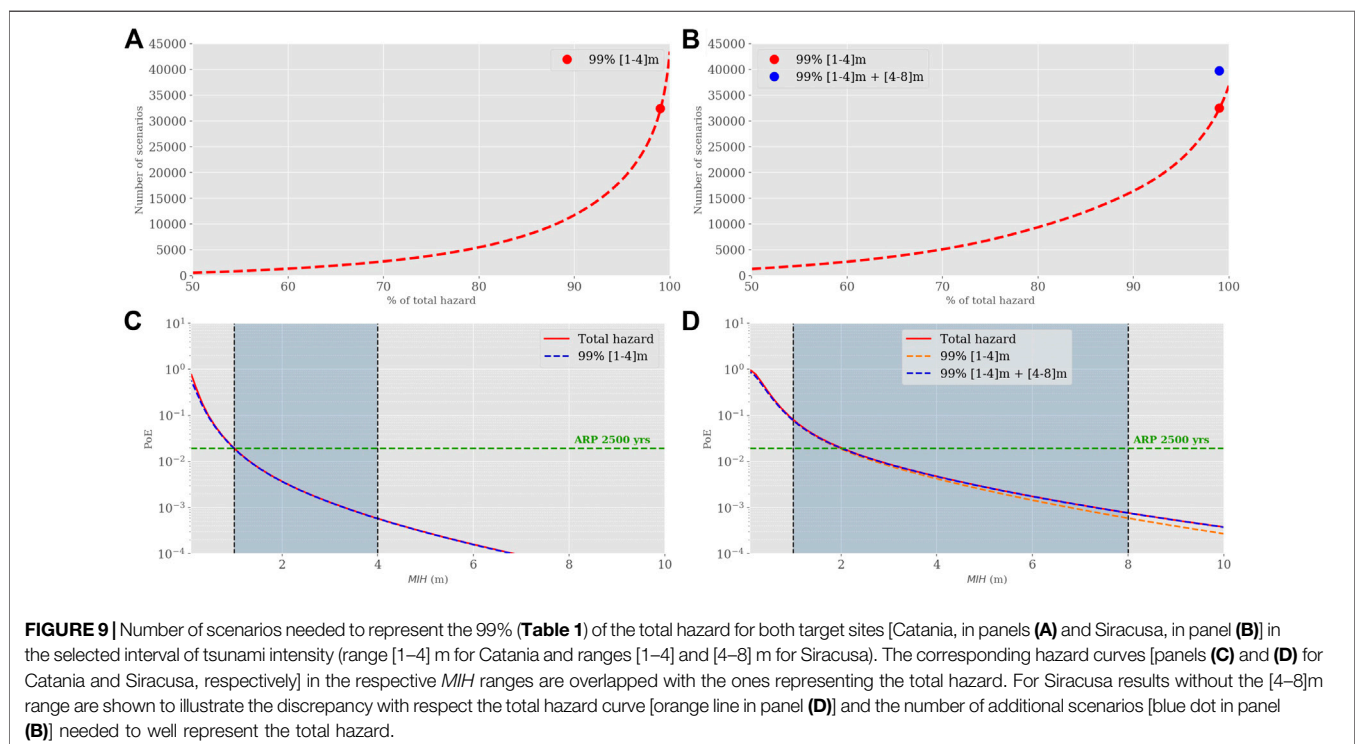 A
45000
40000
35000
30000
25000
20000
15000
10000
5000
0
Number of scenarios
99% [1-4]m
50 60 70 80 90 100
% of total hazard
B
45000
40000
35000
30000
25000
20000
15000
10000
5000
0
Number of scenarios
99% [1-4]m
99% [1-4]m + [4-8]m
50 60 70 80 90 100
% of total hazard
C
10^1
10^0
10^-1
10^-2
10^-3
10^-4
PoE
Total hazard
99% [1-4]m
ARP 2500 yrs
2 4 6 8 10
MIH (m)
D
10^1
10^0
10^-1
10^-2
10^-3
10^-4
PoE
Total hazard
99% [1-4]m
99% [1-4]m + [4-8]m
ARP 2500 yrs
2 4 6 8 10
MIH (m)
FIGURE 9 | Number of scenarios needed to represent the 99% (Table 1) of the total hazard for both target sites [Catania, in panels (A) and Siracusa, in panel (B)] in
the selected interval of tsunami intensity (range [1–4] m for Catania and ranges [1–4] and [4–8] m for Siracusa). The corresponding hazard curves [panels (C) and (D) for
Catania and Siracusa, respectively] in the respective MIH ranges are overlapped with the ones representing the total hazard. For Siracusa results without the [4–8]m
range are shown to illustrate the discrepancy with respect the total hazard curve [orange line in panel (D)] and the number of additional scenarios [blue dot in panel
(B)] needed to well represent the total hazard.